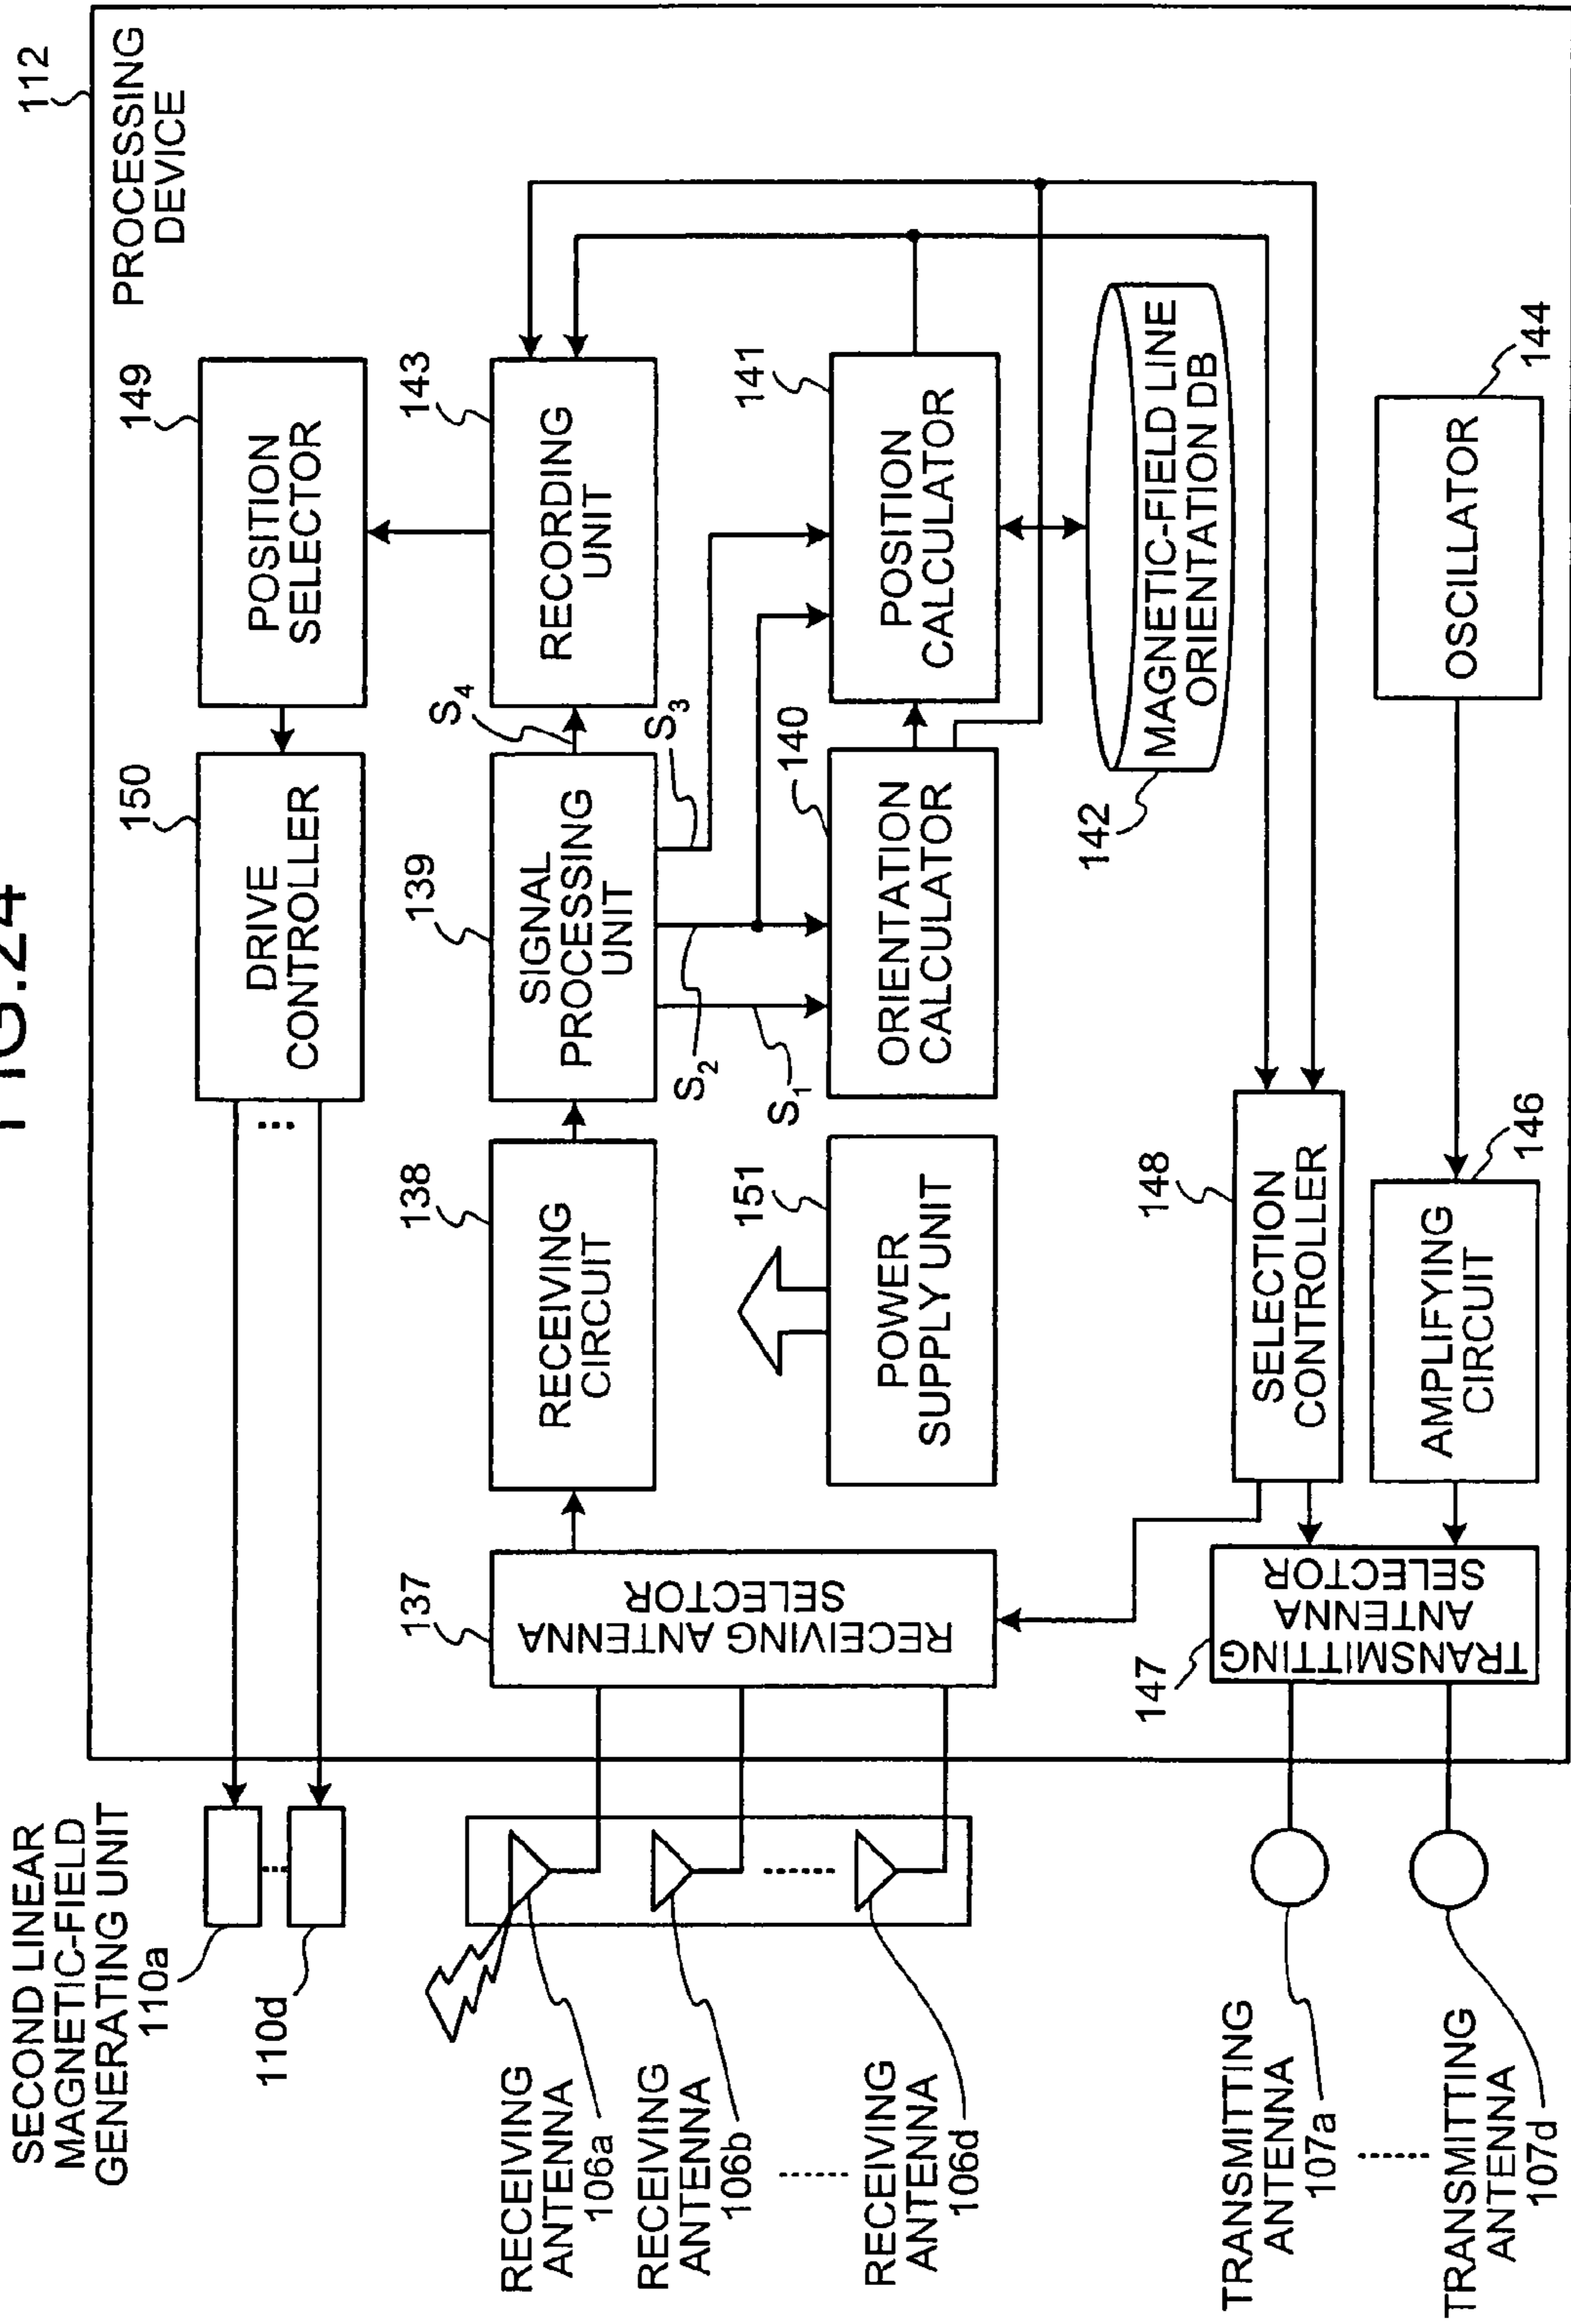 FIG.24
112
PROCESSING
DEVICE
SECOND LINEAR
MAGNETIC-FIELD
GENERATING UNIT
110a
110d
150
DRIVE
CONTROLLER
149
POSITION
SELECTOR
...
RECEIVING
ANTENNA
106a
RECEIVING
ANTENNA
106b
RECEIVING
ANTENNA
106d
137
RECEIVING ANTENNA
SELECTOR
138
RECEIVING
CIRCUIT
139
SIGNAL
PROCESSING
UNIT
S4
143
RECORDING
UNIT
S3
S2
S1
151
POWER
SUPPLY UNIT
140
ORIENTATION
CALCULATOR
141
POSITION
CALCULATOR
142
MAGNETIC-FIELD LINE
ORIENTATION DB
TRANSMITTING
ANTENNA
107a
TRANSMITTING
ANTENNA
107d
147
TRANSMITTING
ANTENNA
SELECTOR
148
SELECTION
CONTROLLER
146
AMPLIFYING
CIRCUIT
144
OSCILLATOR